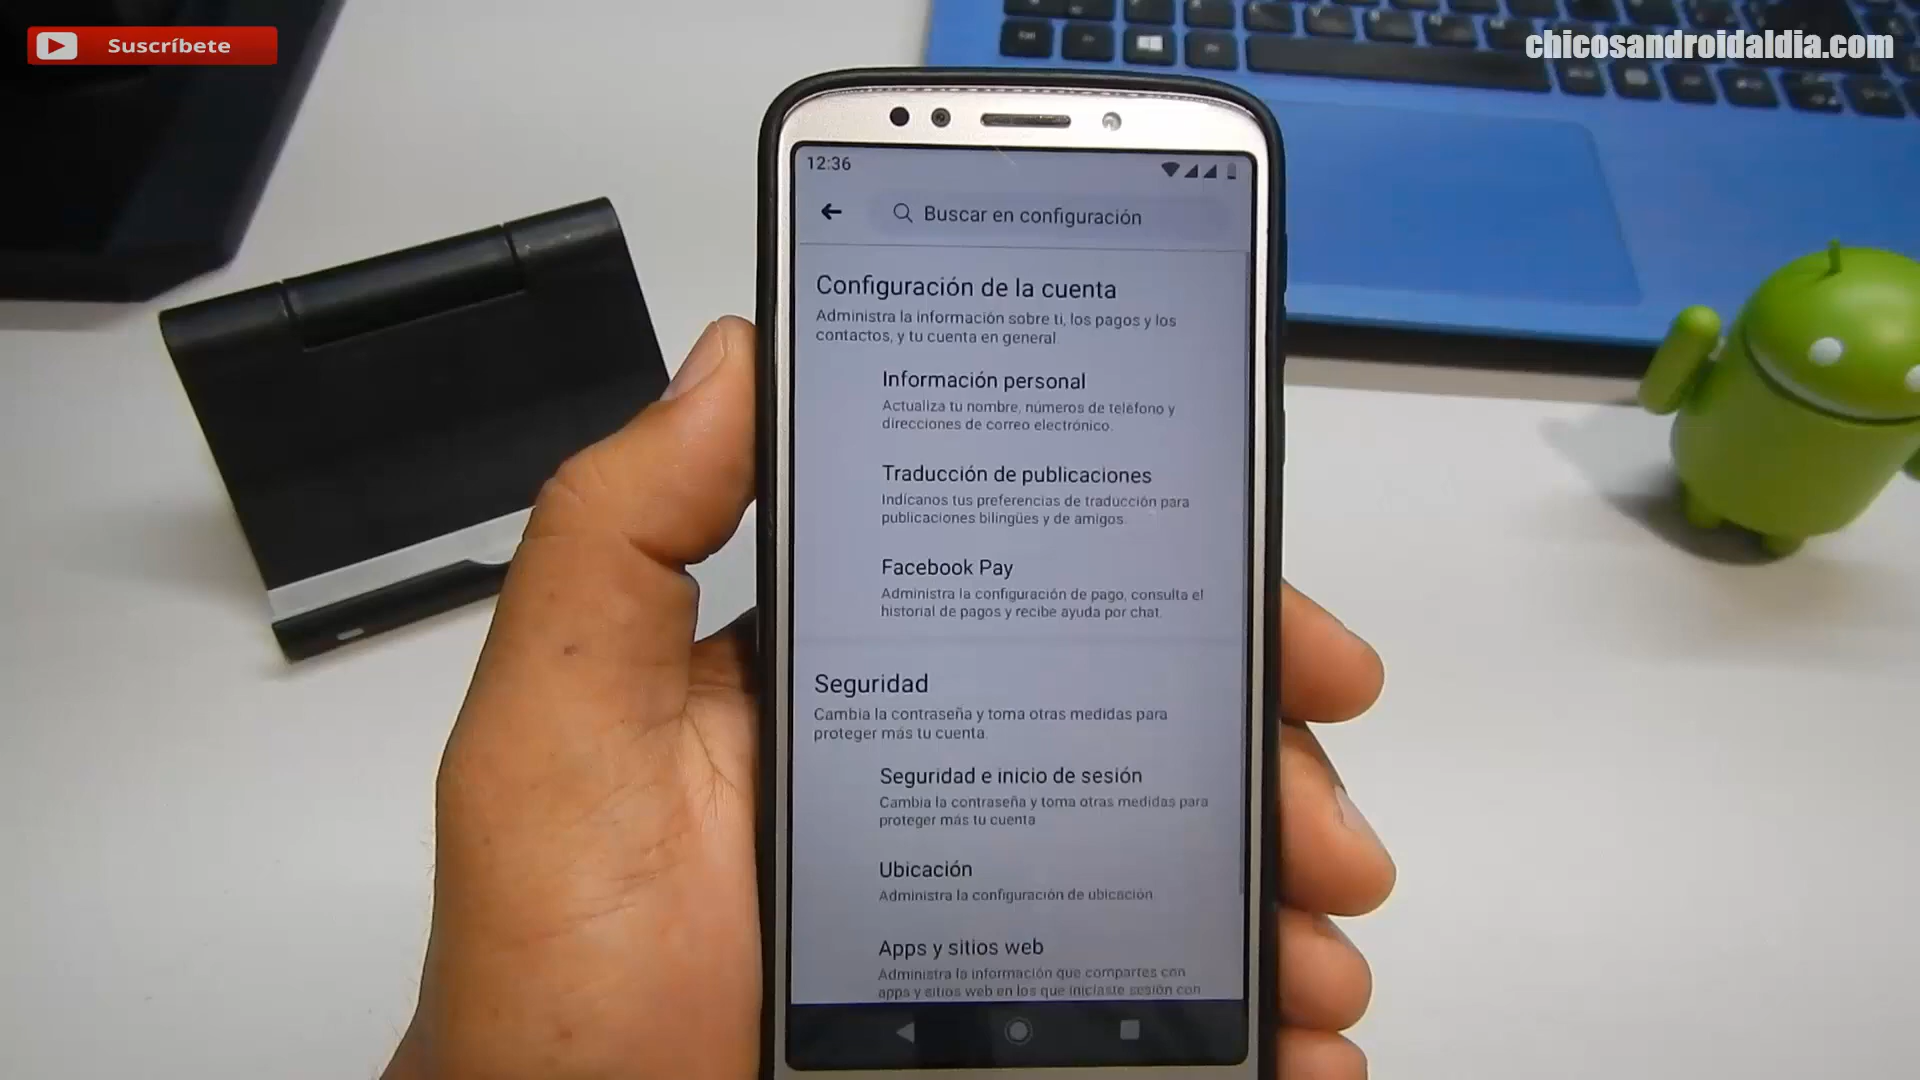 Suscríbete
chicosandroidaldia.com
12:36
Buscar en configuración
Configuración de la cuenta
Administra la información sobre ti, los pagos y los
contactos, y tu cuenta en general.
Información personal
Actualiza tu nombre, números de teléfono y
direcciones de correo electrónico.
Traducción de publicaciones
Indícanos tus preferencias de traducción para
publicaciones bilingües y de amigos.
Facebook Pay
Administra la configuración de pago, consulta el
historial de pagos y recibe ayuda por chat.
Seguridad
Cambia la contraseña y toma otras medidas para
proteger más tu cuenta.
Seguridad e inicio de sesión
Cambia la contraseña y toma otras medidas para
proteger más tu cuenta
Ubicación
Administra la configuración de ubicación
Apps y sitios web
Administra la información que compartes con
apps y sitios web en los que iniciaste sesión con